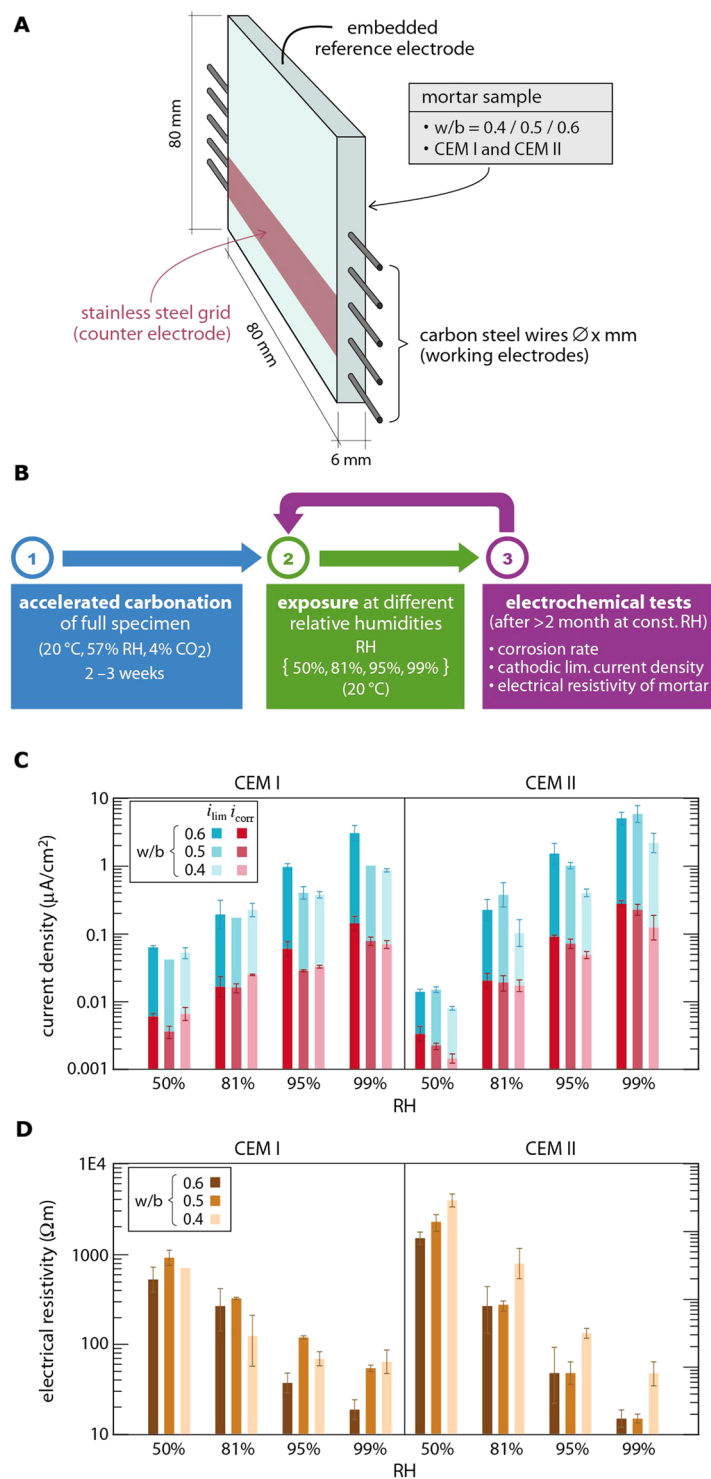 A
embedded
reference electrode
80 mm
mortar sample
• w/b = 0.4 / 0.5 / 0.6
• CEM I and CEM II
stainless steel grid
(counter electrode)
80 mm
carbon steel wires ∅ x mm
(working electrodes)
6 mm
B
1
2
3
accelerated carbonation
of full specimen
(20 °C, 57% RH, 4% CO2)
2 –3 weeks
exposure at different
relative humidities
RH
{ 50%, 81%, 95%, 99% }
(20 °C)
electrochemical tests
(after >2 month at const. RH)
• corrosion rate
• cathodic lim. current density
• electrical resistivity of mortar
C
CEM I
CEM II
current density (μA/cm²)
10
1
0.1
0.01
0.001
ilim icorr
w/b
0.6
0.5
0.4
50% 81% 95% 99% 50% 81% 95% 99%
RH
D
CEM I
CEM II
electrical resistivity (Ωm)
1E4
1000
100
10
w/b
0.6
0.5
0.4
50% 81% 95% 99% 50% 81% 95% 99%
RH